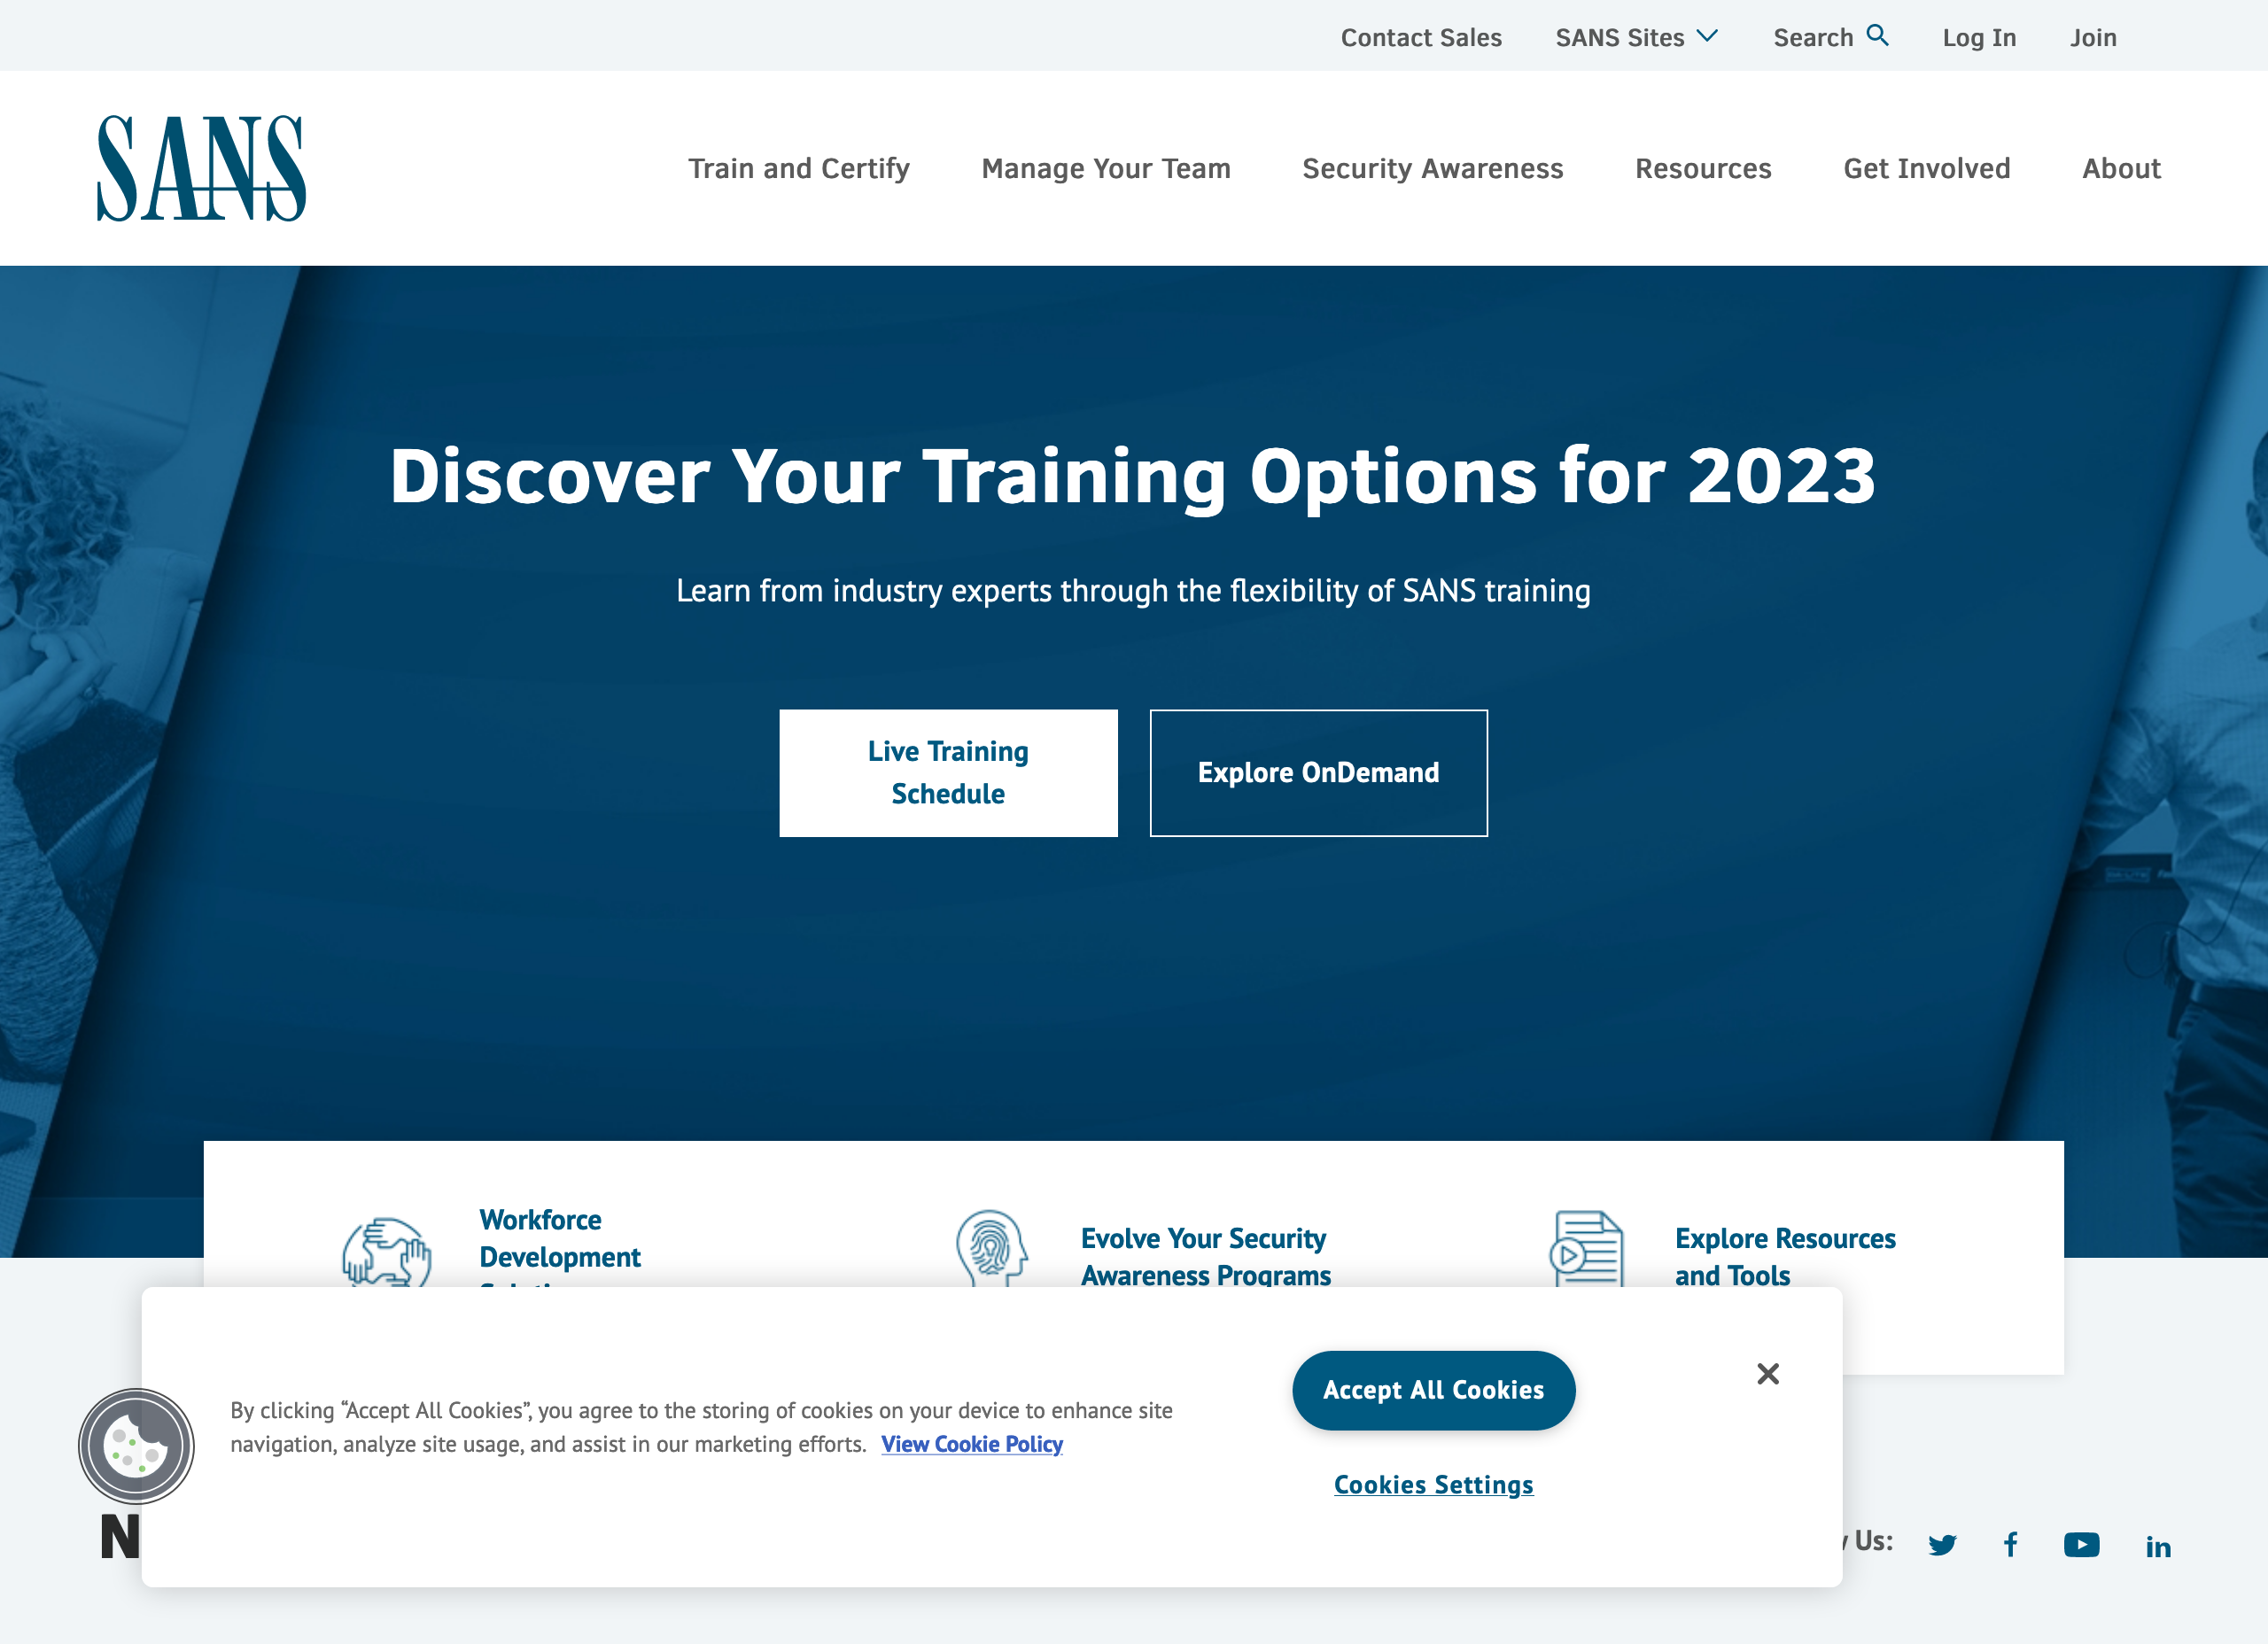 Contact Sales SANS Sites Search Log In Join
SANS
Train and Certify Manage Your Team Security Awareness Resources Get Involved About
Discover Your Training Options for 2023
Learn from industry experts through the flexibility of SANS training
Live Training
Schedule
Explore OnDemand
Workforce
Development
Evolve Your Security
Awareness Programs
Explore Resources
and Tools
By clicking “Accept All Cookies”, you agree to the storing of cookies on your device to enhance site
navigation, analyze site usage, and assist in our marketing efforts. View Cookie Policy
Accept All Cookies
Cookies Settings
N
Us: